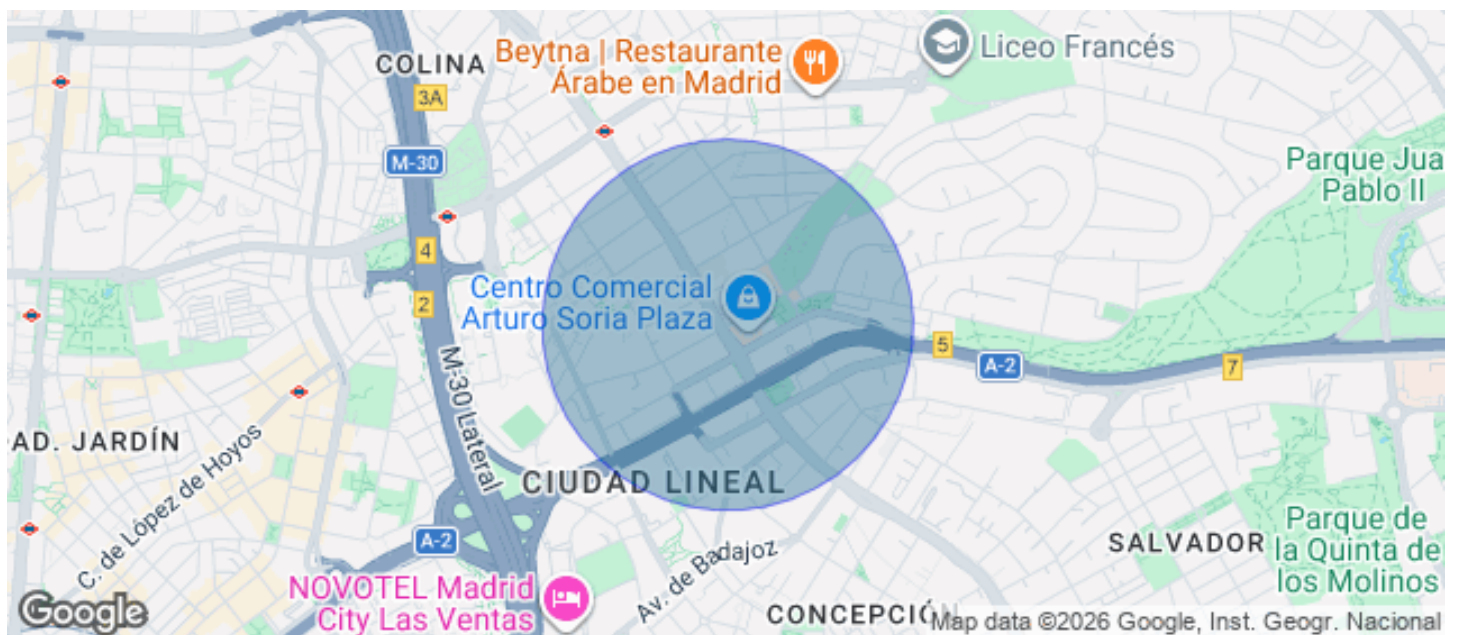 COLINA
Beytna | Restaurante
Árabe en Madrid
Liceo Francés
3A
M-30
Parque Jua
Pablo II
4
2
Centro Comercial
Arturo Soria Plaza
5
A-2
7
M-30 Lateral
AD. JARDÍN
C. de López de Hoyos
CIUDAD LINEAL
A-2
Av. de Badajoz
SALVADOR
Parque de
la Quinta de
los Molinos
NOVOTEL Madrid
City Las Ventas
CONCEPCIÓN
Google
Map data ©2026 Google, Inst. Geogr. Nacional